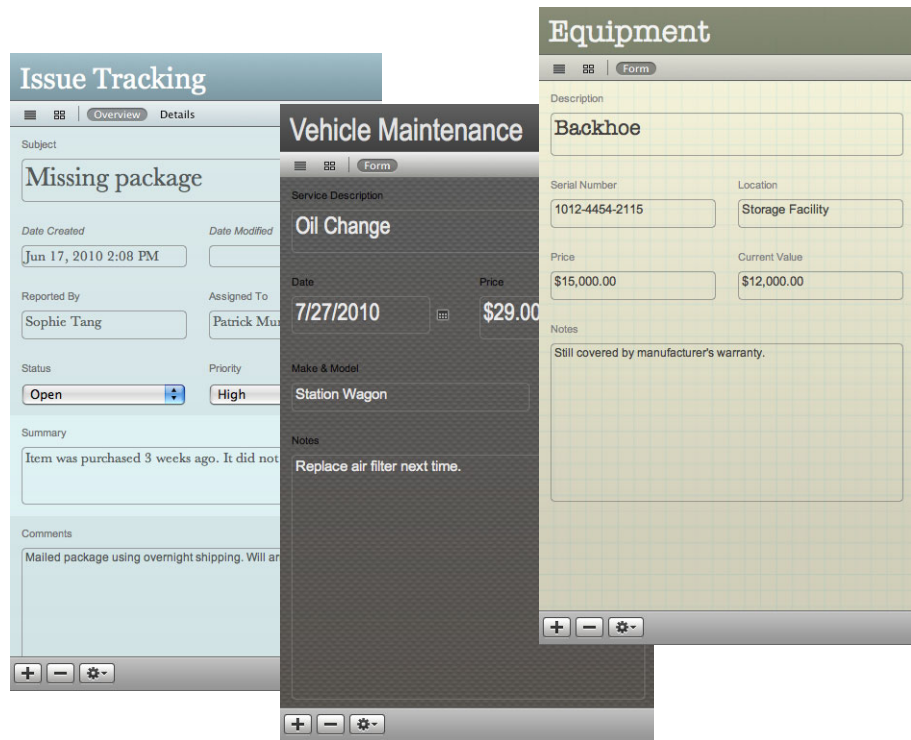 Issue Tracking
Overview Details
Subject
Missing package
Date Created Date Modified
Jun 17, 2010 2:08 PM
Reported By Assigned To
Sophie Tang Patrick
Status Priority
Open High
Summary
Item was purchased 3 weeks ago. It did not
Comments
Mailed package using overnight shipping. Will
Vehicle Maintenance
Form
Service Description
Oil Change
Date Price
7/27/2010 $29.00
Make & Model
Station Wagon
Notes
Replace air filter next time.
Equipment
Form
Description
Backhoe
Serial Number Location
1012-4454-2115 Storage Facility
Price Current Value
$15,000.00 $12,000.00
Notes
Still covered by manufacturer's warranty.